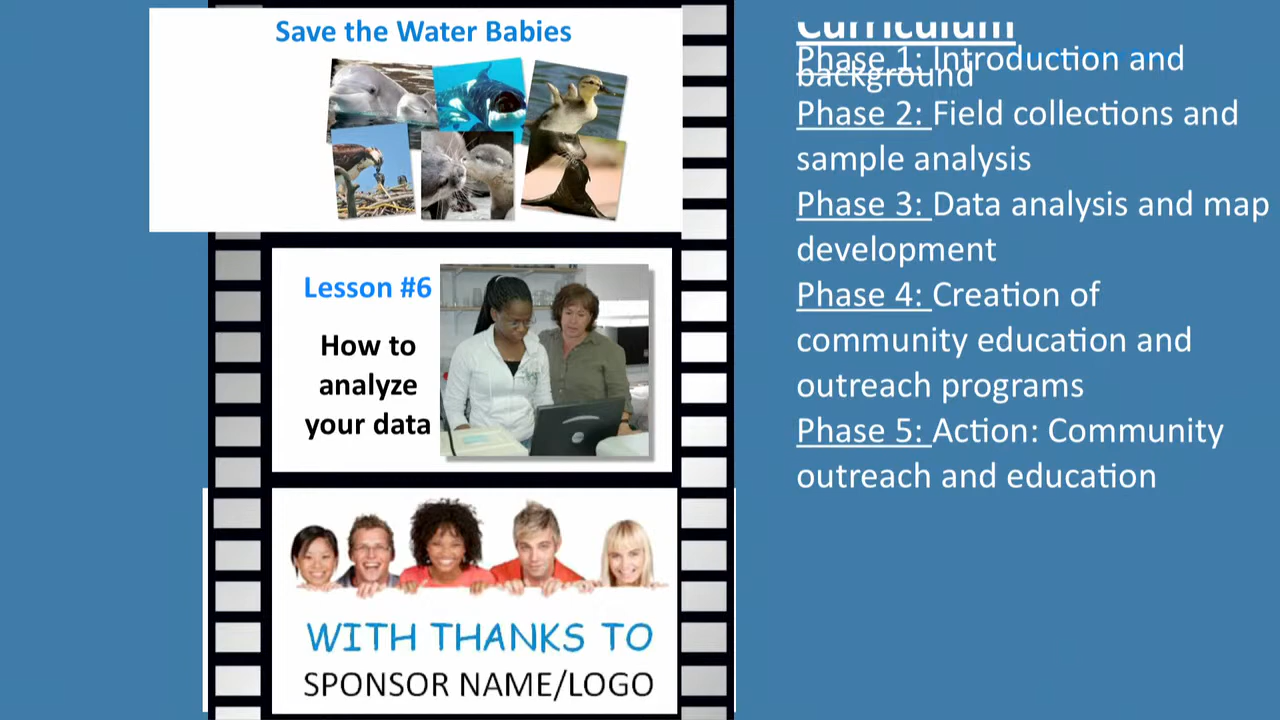 Save the Water Babies
Lesson #6
How to
analyze
your data
WITH THANKS TO
SPONSOR NAME/LOGO
Curriculum
Phase 1: Introduction and
background
Phase 2: Field collections and
sample analysis
Phase 3: Data analysis and map
development
Phase 4: Creation of
community education and
outreach programs
Phase 5: Action: Community
outreach and education